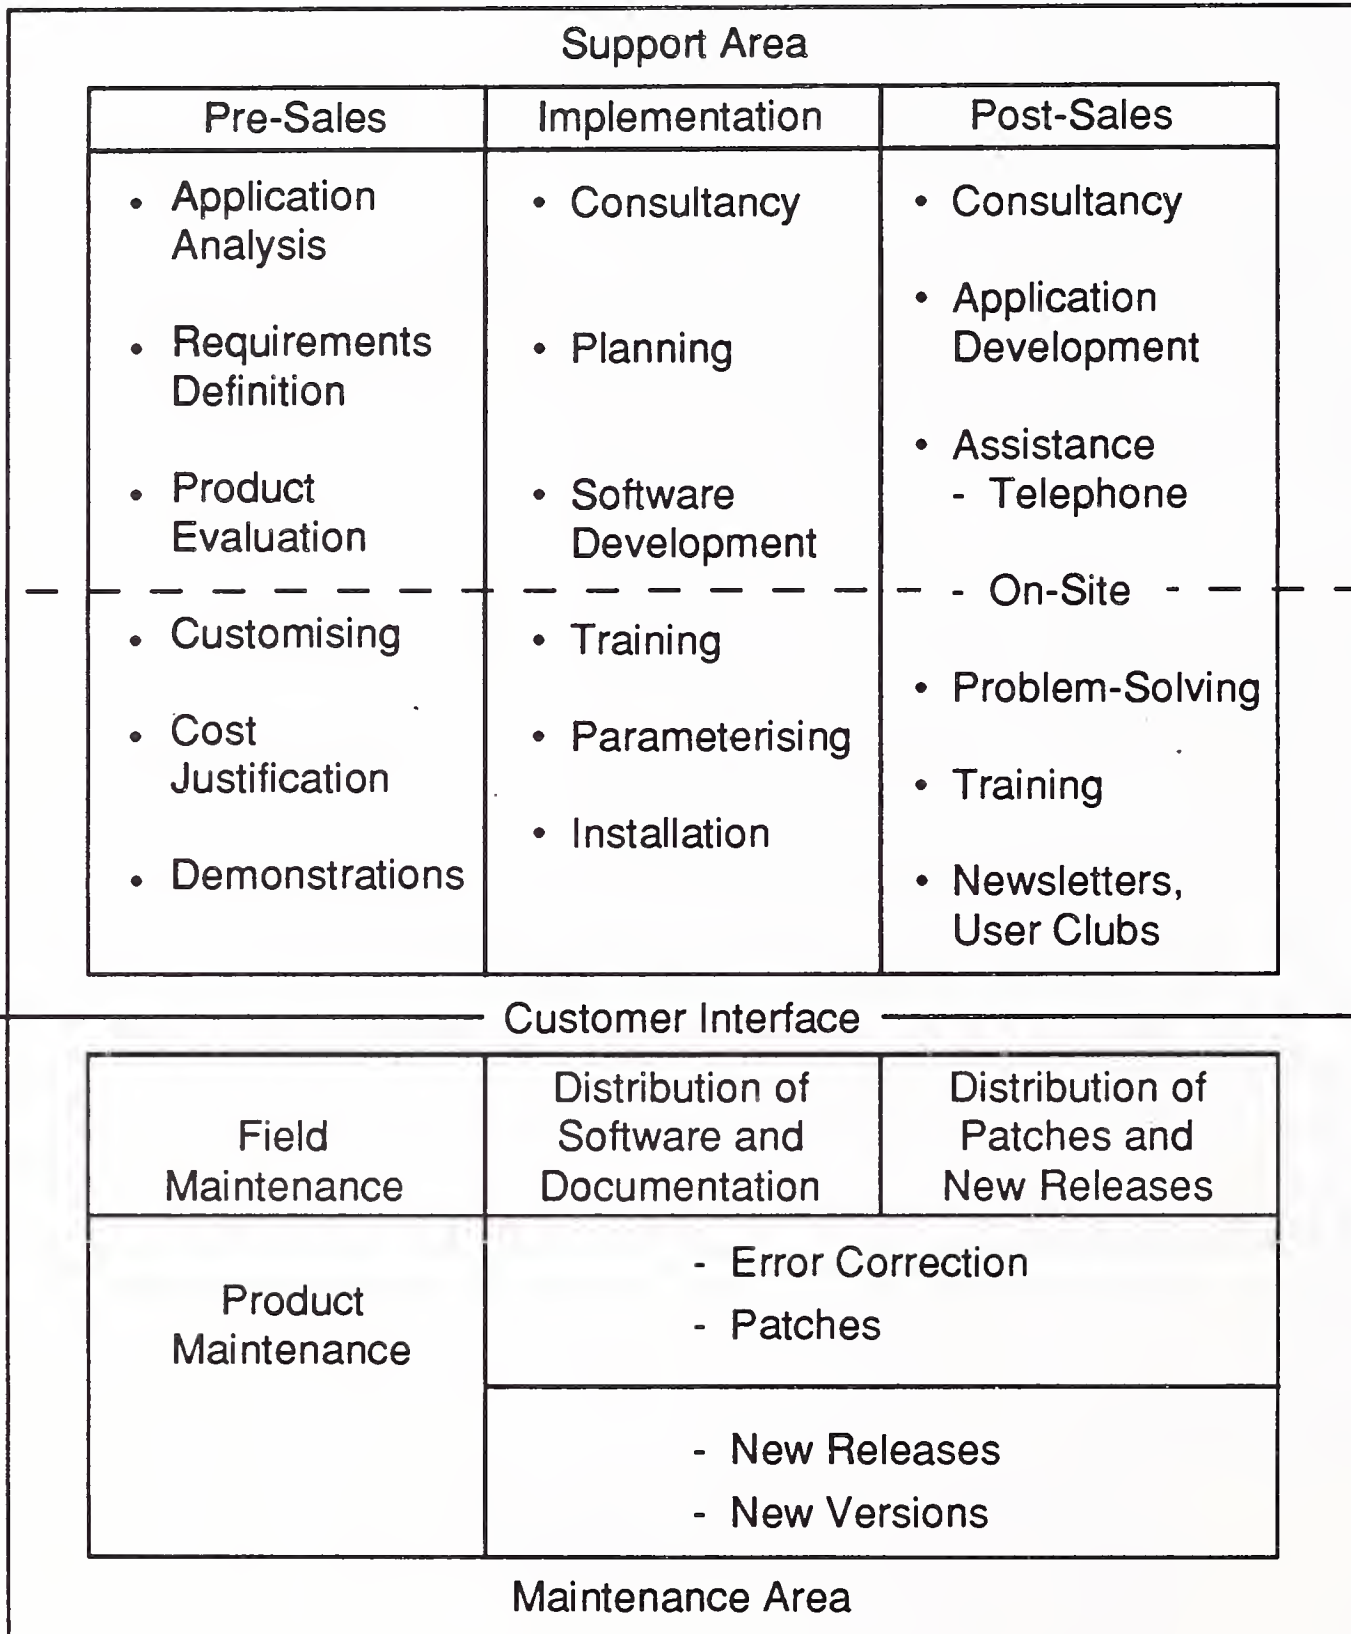 Support Area
Pre-Sales
• Application
Analysis
• Requirements
Definition
• Product
Evaluation
• Customising
• Cost
Justification
• Demonstrations
Implementation
• Consultancy
• Planning
• Software
Development
• Training
• Parameterising
• Installation
Post-Sales
• Consultancy
• Application
Development
• Assistance
- Telephone
- On-Site
• Problem-Solving
• Training
• Newsletters,
User Clubs
Customer Interface
Field
Maintenance
Distribution of
Software and
Documentation
Distribution of
Patches and
New Releases
Product
Maintenance
- Error Correction
- Patches
- New Releases
- New Versions
Maintenance Area